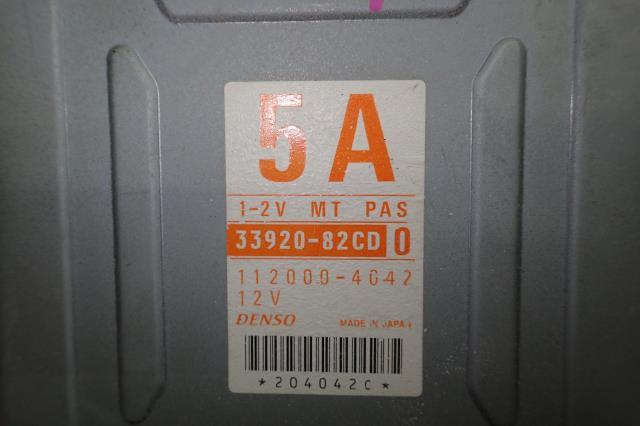 5A
1-2V MT PAS
33920-82CD 0
112000-4042
12V
DENSO MADE IN JAPAN
*204042C*